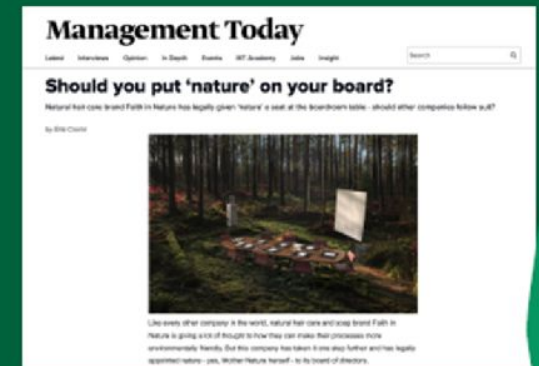 Management Today
Latest Interviews Opinion In Depth Events MT Academy Jobs Insight
Search
Should you put ‘nature’ on your board?
Natural hair care brand Faith in Nature has legally given ‘nature’ a seat at the boardroom table - should other companies follow suit?
by
Like every other company in the world, natural hair care and soap brand Faith in
Nature is giving a lot of thought to how they can make their processes more
environmentally friendly. But this company has taken it one step further and has legally
appointed nature - yes, Mother Nature herself - to its board of directors.